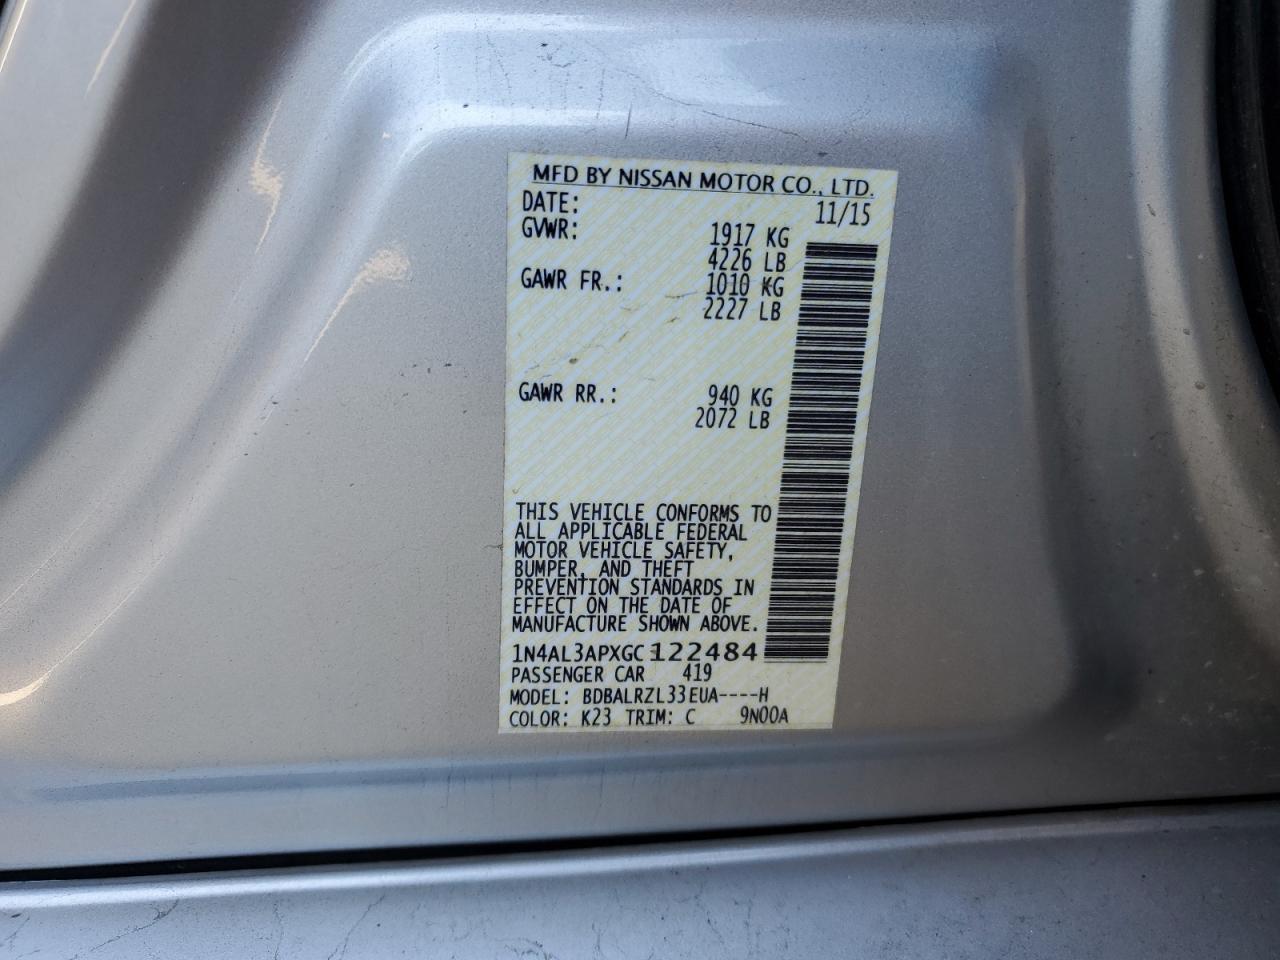 MFD BY NISSAN MOTOR CO., LTD.
DATE: 11/15
GVWR: 1917 KG
4226 LB
GAWR FR.: 1010 KG
2227 LB
GAWR RR.: 940 KG
2072 LB
THIS VEHICLE CONFORMS TO
ALL APPLICABLE FEDERAL
MOTOR VEHICLE SAFETY,
BUMPER, AND THEFT
PREVENTION STANDARDS IN
EFFECT ON THE DATE OF
MANUFACTURE SHOWN ABOVE.
1N4AL3APXGC122484
PASSENGER CAR 419
MODEL: BDBALRZL33EUA----H
COLOR: K23 TRIM: C 9N00A